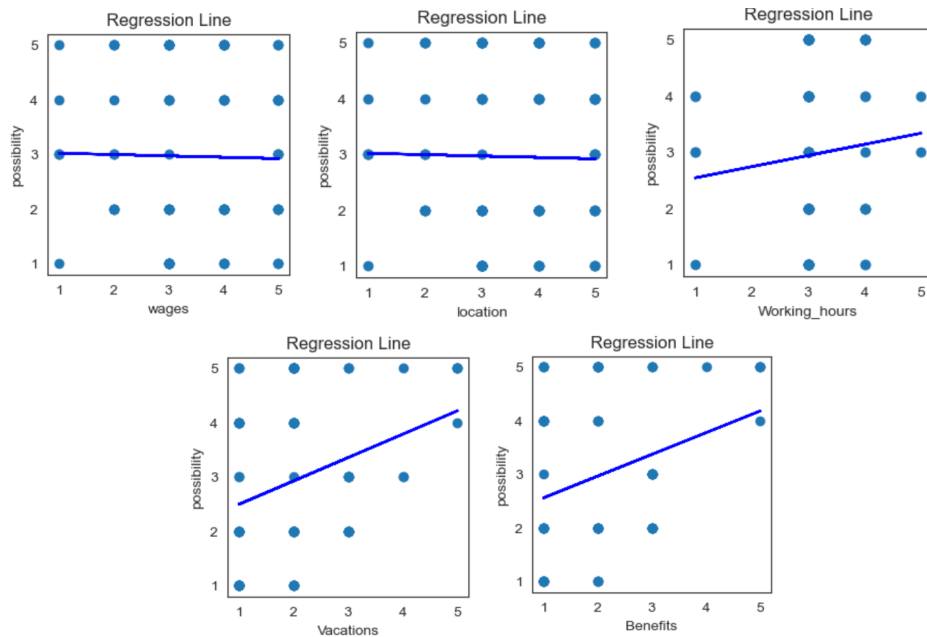 Regression Line
5
4
3
2
1
possibility
1 2 3 4 5
wages
Regression Line
5
4
3
2
1
possibility
1 2 3 4 5
location
Regression Line
5
4
3
2
1
possibility
1 2 3 4 5
Working_hours
Regression Line
5
4
3
2
1
possibility
1 2 3 4 5
Vacations
Regression Line
5
4
3
2
1
possibility
1 2 3 4 5
Benefits